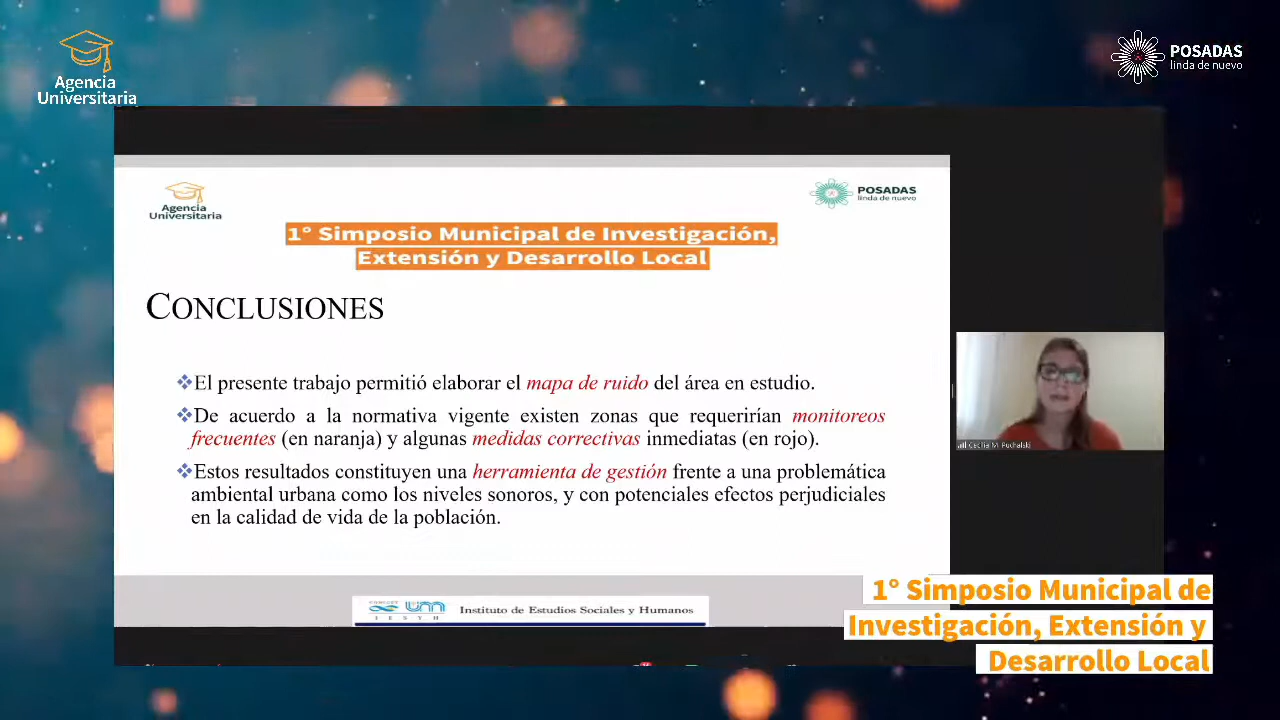 Agencia
Universitaria
POSADAS
linda de nuevo
Agencia
Universitaria
POSADAS
linda de nuevo
1° Simposio Municipal de Investigación,
Extensión y Desarrollo Local
CONCLUSIONES
El presente trabajo permitió elaborar el mapa de ruido del área en estudio.
De acuerdo a la normativa vigente existen zonas que requerirían monitoreos
frecuentes (en naranja) y algunas medidas correctivas inmediatas (en rojo).
Estos resultados constituyen una herramienta de gestión frente a una problemática
ambiental urbana como los niveles sonoros, y con potenciales efectos perjudiciales
en la calidad de vida de la población.
Cecilia M. Puchalski
I E S Y H
Instituto de Estudios Sociales y Humanos
1° Simposio Municipal de
Investigación, Extensión y
Desarrollo Local